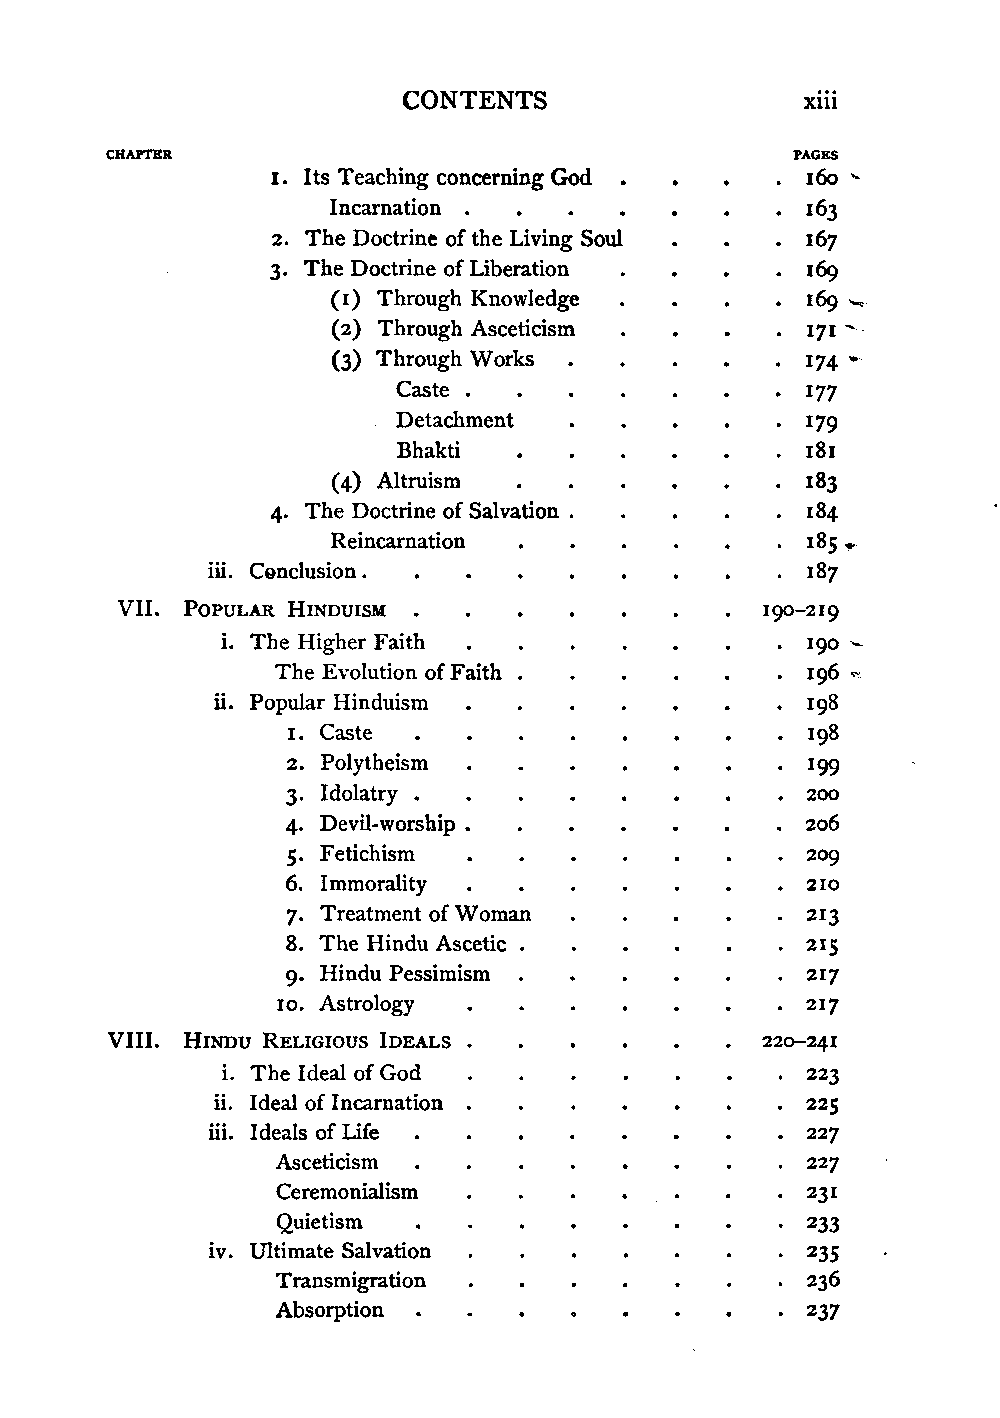 CONTENTS xiii
CHAPTER PAGES
1. Its Teaching concerning God . . . . 160
Incarnation . . . . . . . 163
2. The Doctrine of the Living Soul . . . 167
3. The Doctrine of Liberation . . . . 169
(1) Through Knowledge . . . . 169
(2) Through Asceticism . . . . 171
(3) Through Works . . . . . 174
Caste . . . . . . . 177
Detachment . . . . . 179
Bhakti . . . . . . 181
(4) Altruism . . . . . . 183
4. The Doctrine of Salvation . . . . . 184
Reincarnation . . . . . . 185
iii. Conclusion . . . . . . . . . 187
VII. POPULAR HINDUISM . . . . . . . 190–219
i. The Higher Faith . . . . . . . 190
The Evolution of Faith . . . . . . 196
ii. Popular Hinduism . . . . . . . 198
1. Caste . . . . . . . . 198
2. Polytheism . . . . . . . 199
3. Idolatry . . . . . . . . 200
4. Devil-worship . . . . . . . 206
5. Fetichism . . . . . . . 209
6. Immorality . . . . . . . 210
7. Treatment of Woman . . . . . 213
8. The Hindu Ascetic . . . . . . 215
9. Hindu Pessimism . . . . . . 217
10. Astrology . . . . . . . 217
VIII. HINDU RELIGIOUS IDEALS . . . . . . 220–241
i. The Ideal of God . . . . . . . 223
ii. Ideal of Incarnation . . . . . . . 225
iii. Ideals of Life . . . . . . . . 227
Asceticism . . . . . . . . 227
Ceremonialism . . . . . . . 231
Quietism . . . . . . . . 233
iv. Ultimate Salvation . . . . . . . 235
Transmigration . . . . . . . 236
Absorption . . . . . . . . 237